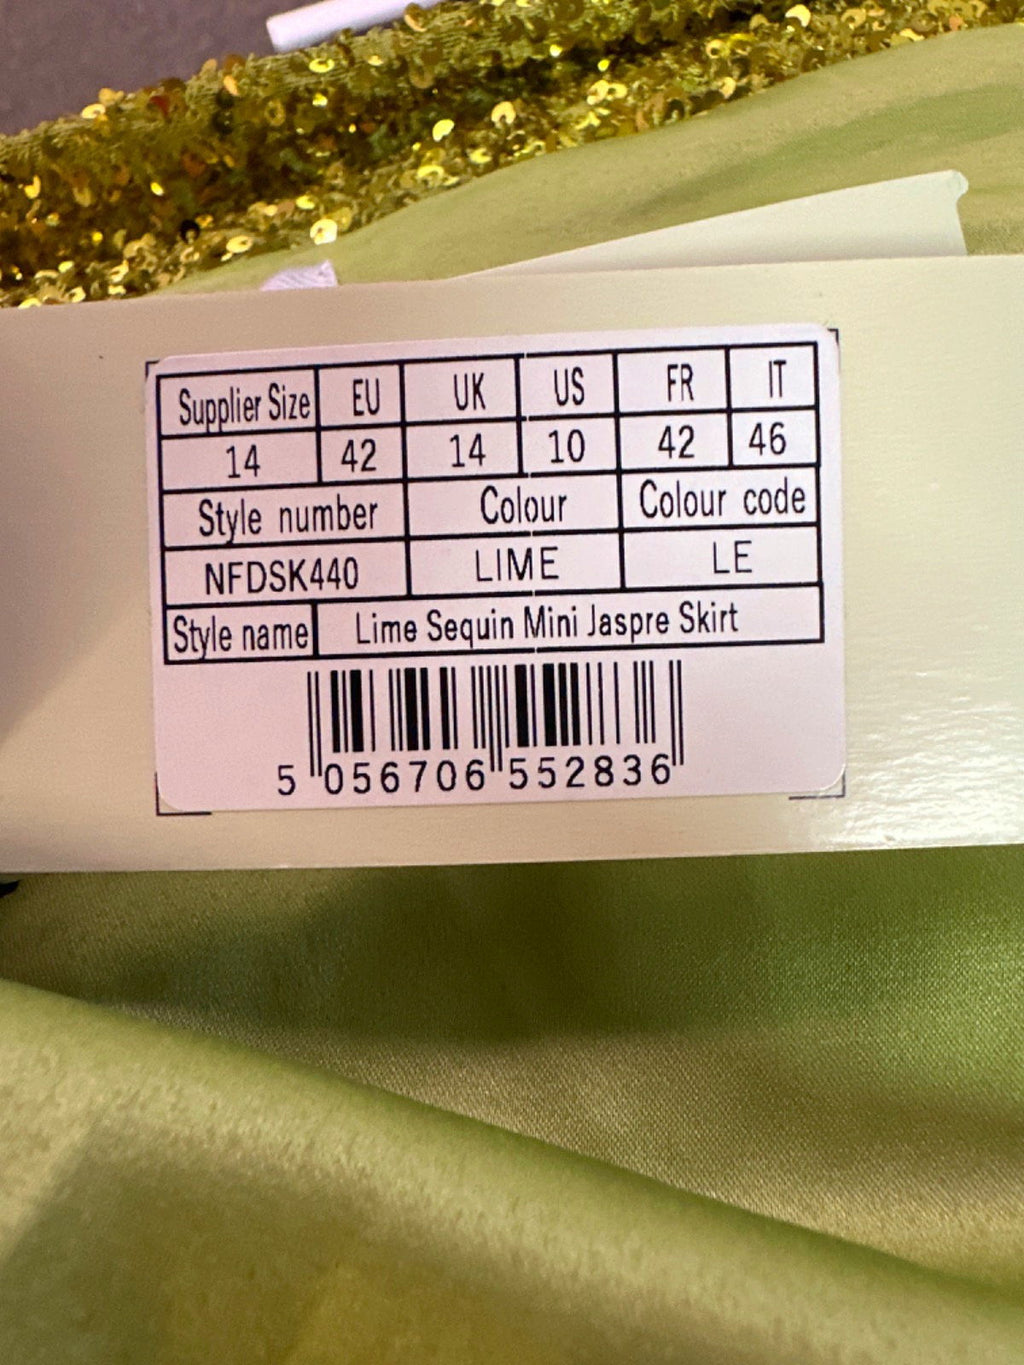 Supplier Size EU UK US FR IT
14 42 14 10 42 46
Style number Colour Colour code
NFDSK440 LIME LE
Style name Lime Sequin Mini Jaspre Skirt
5 056706 552836